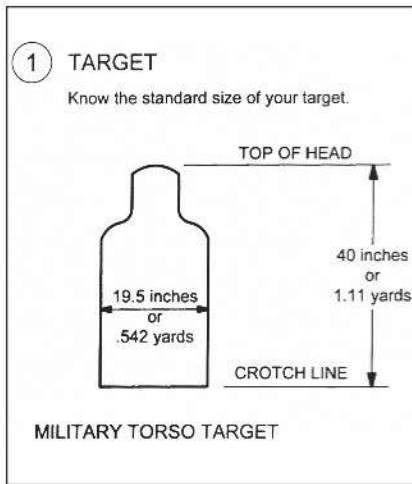 1 TARGET
Know the standard size of your target.
TOP OF HEAD
40 inches
or
1.11 yards
19.5 inches
or
.542 yards
CROTCH LINE
MILITARY TORSO TARGET